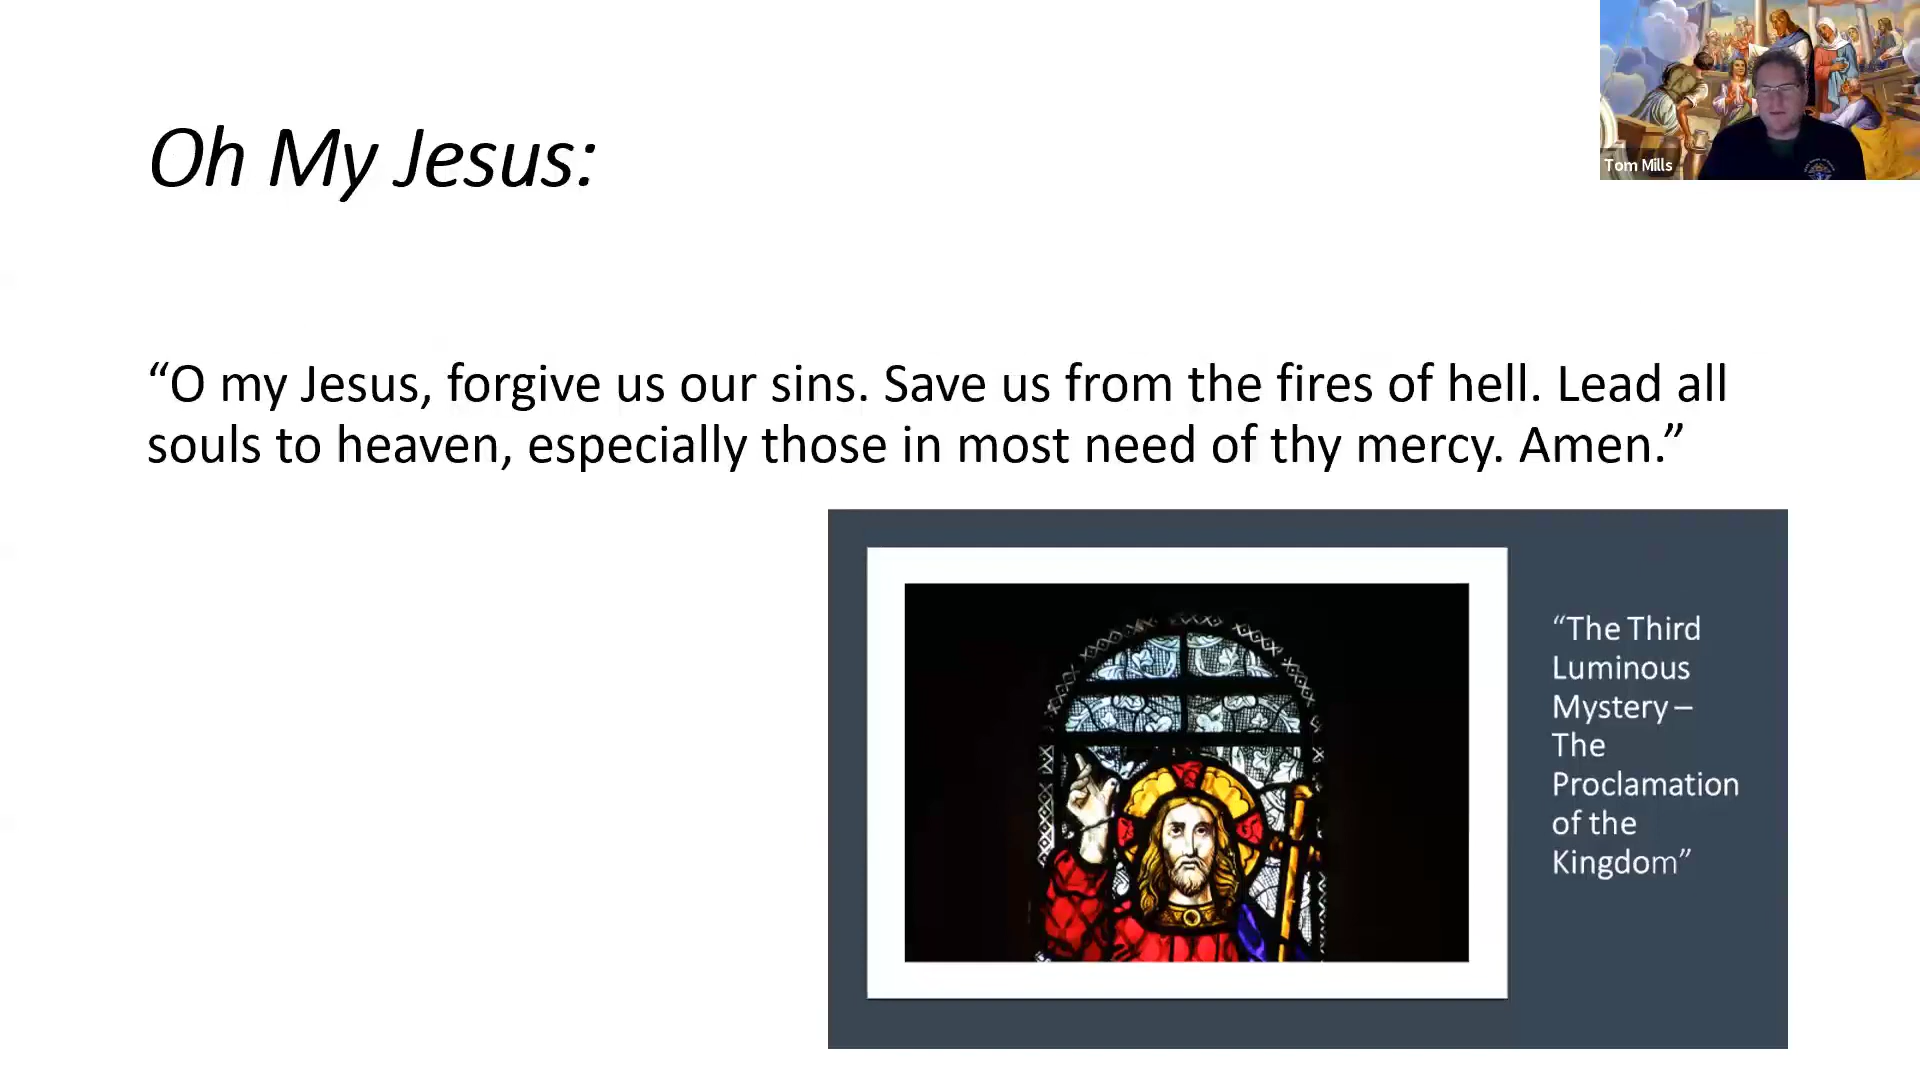 Oh My Jesus:
Tom Mills
“O my Jesus, forgive us our sins. Save us from the fires of hell. Lead all
souls to heaven, especially those in most need of thy mercy. Amen.”
“The Third
Luminous
Mystery –
The
Proclamation
of the
Kingdom”